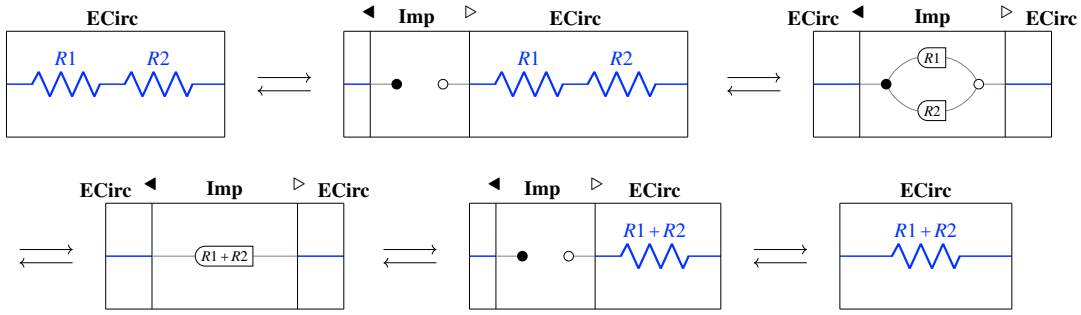 Imp ECirc
ECirc Imp ECirc
R1 R2 R1 R2 R1
R2
ECirc Imp ECirc Imp ECirc ECirc
R1 + R2 R1 + R2 R1 + R2